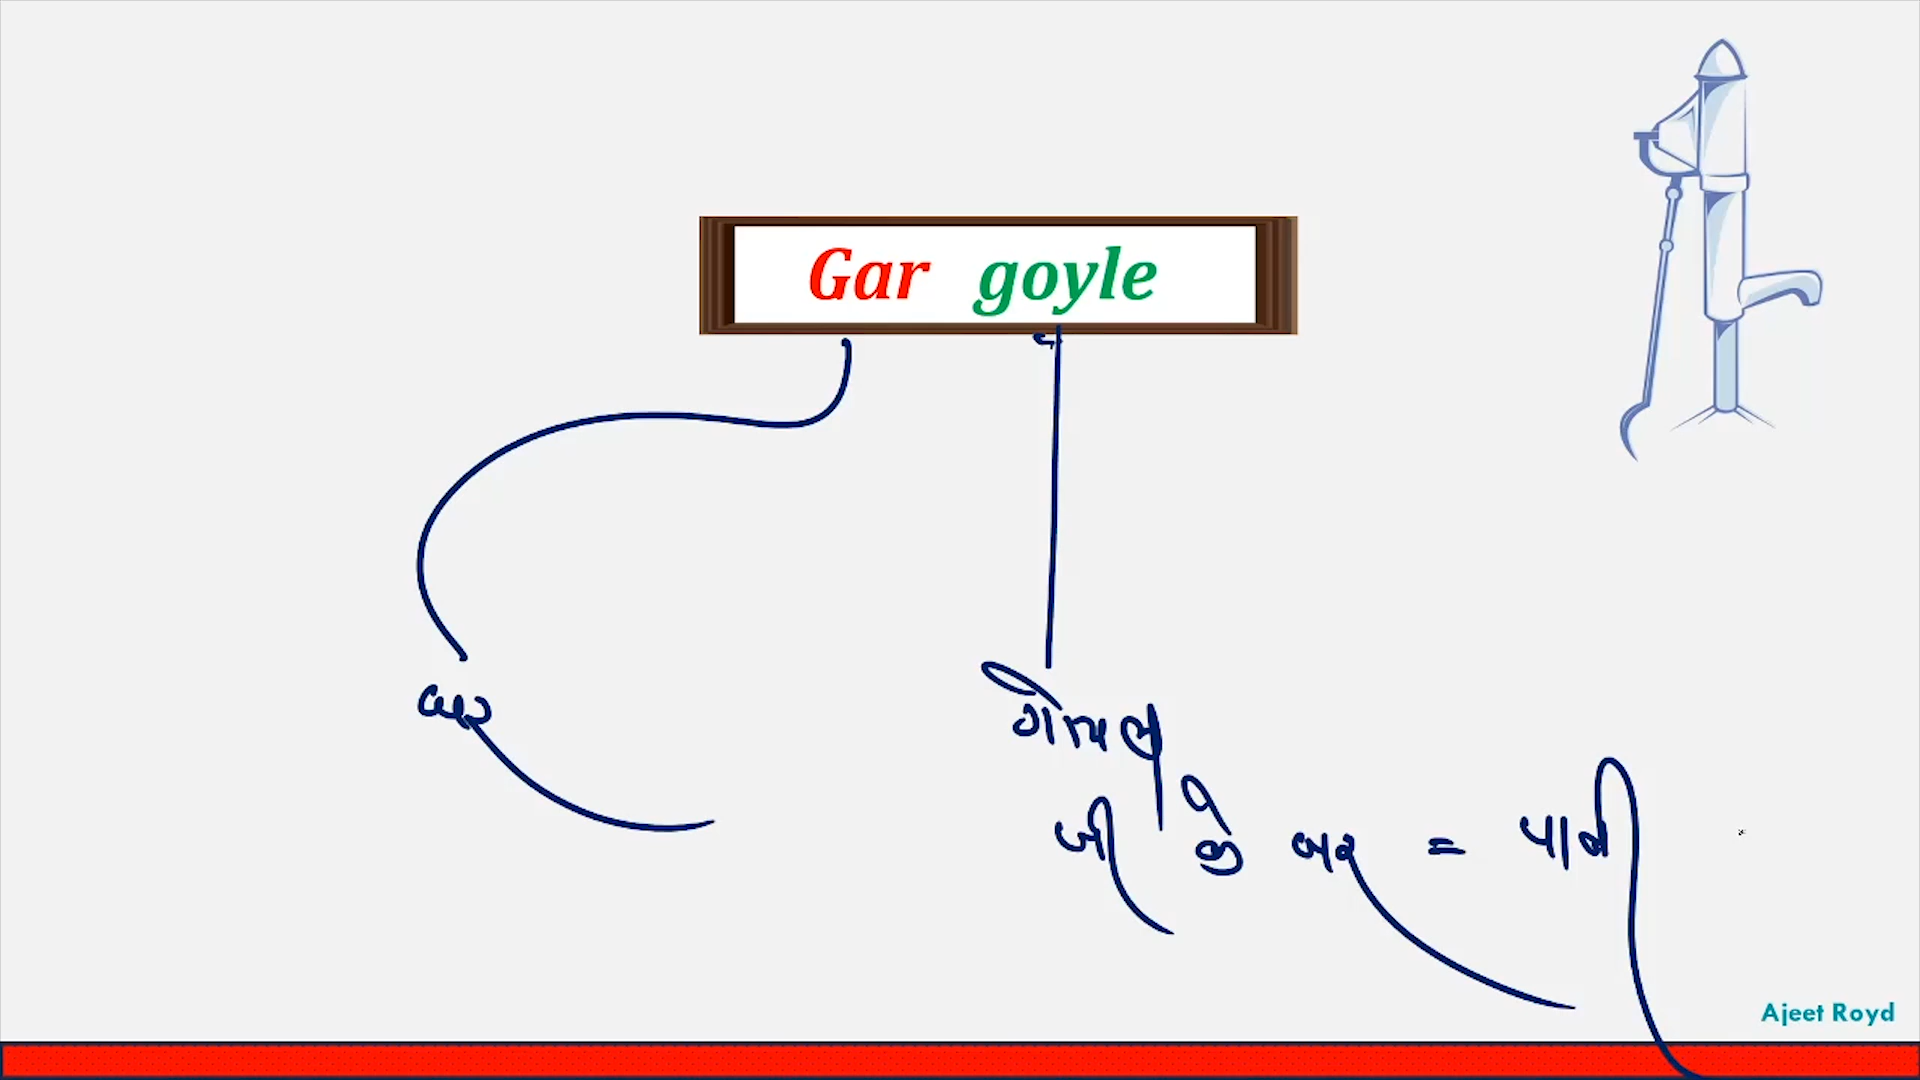 Gar goyle
घर
गोयल
जी के घर = पानी
Ajeet Royd